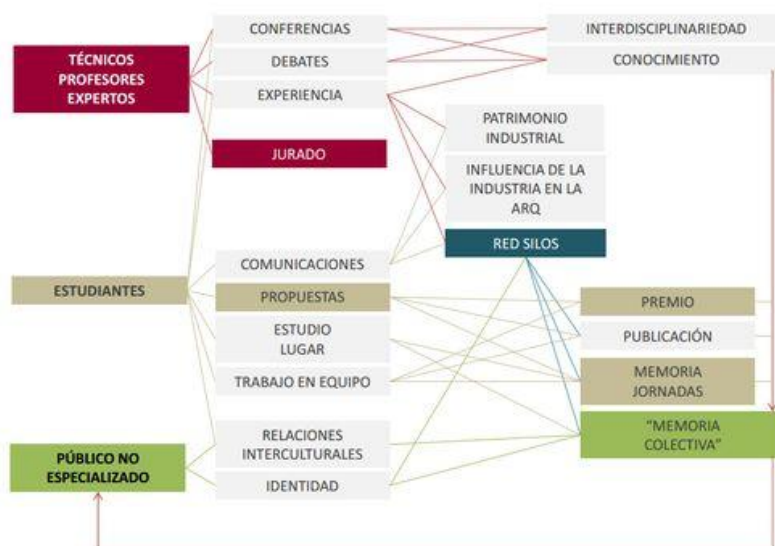 TÉCNICOS
PROFESORES
EXPERTOS
CONFERENCIAS
DEBATES
EXPERIENCIA
JURADO
INTERDISCIPLINARIEDAD
CONOCIMIENTO
PATRIMONIO
INDUSTRIAL
INFLUENCIA DE LA
INDUSTRIA EN LA
ARQ
RED SILOS
ESTUDIANTES
COMUNICACIONES
PROPUESTAS
ESTUDIO
LUGAR
TRABAJO EN EQUIPO
PREMIO
PUBLICACIÓN
MEMORIA
JORNADAS
"MEMORIA
COLECTIVA"
PÚBLICO NO
ESPECIALIZADO
RELACIONES
INTERCULTURALES
IDENTIDAD